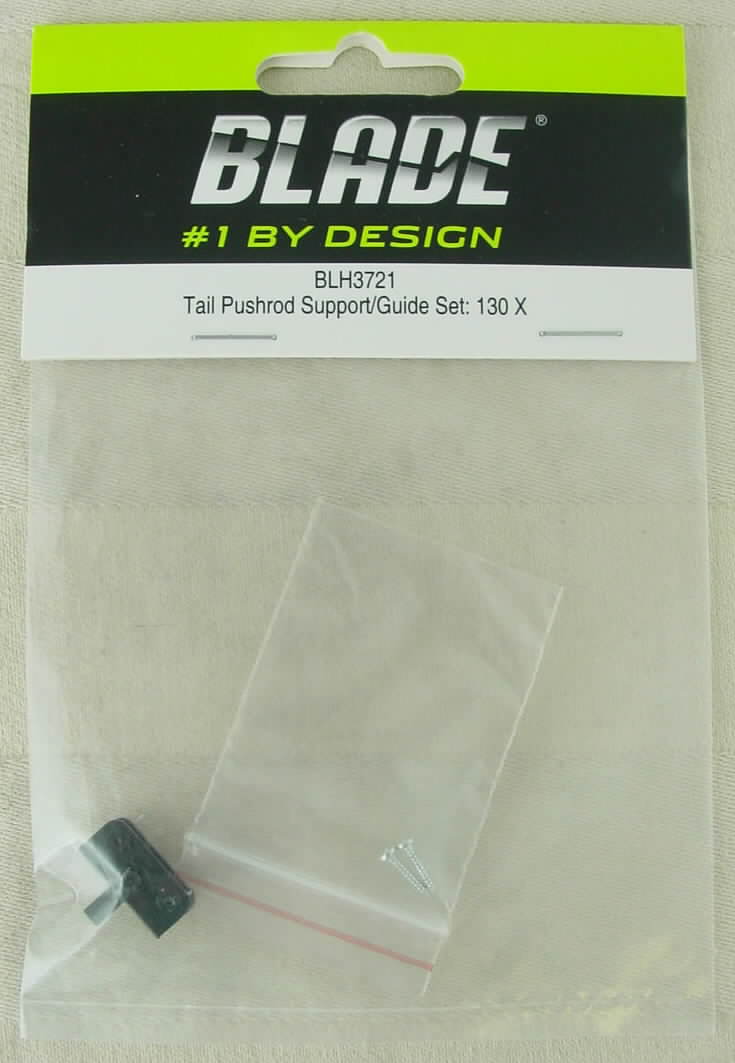 BLADE®
#1 BY DESIGN
BLH3721
Tail Pushrod Support/Guide Set: 130 X